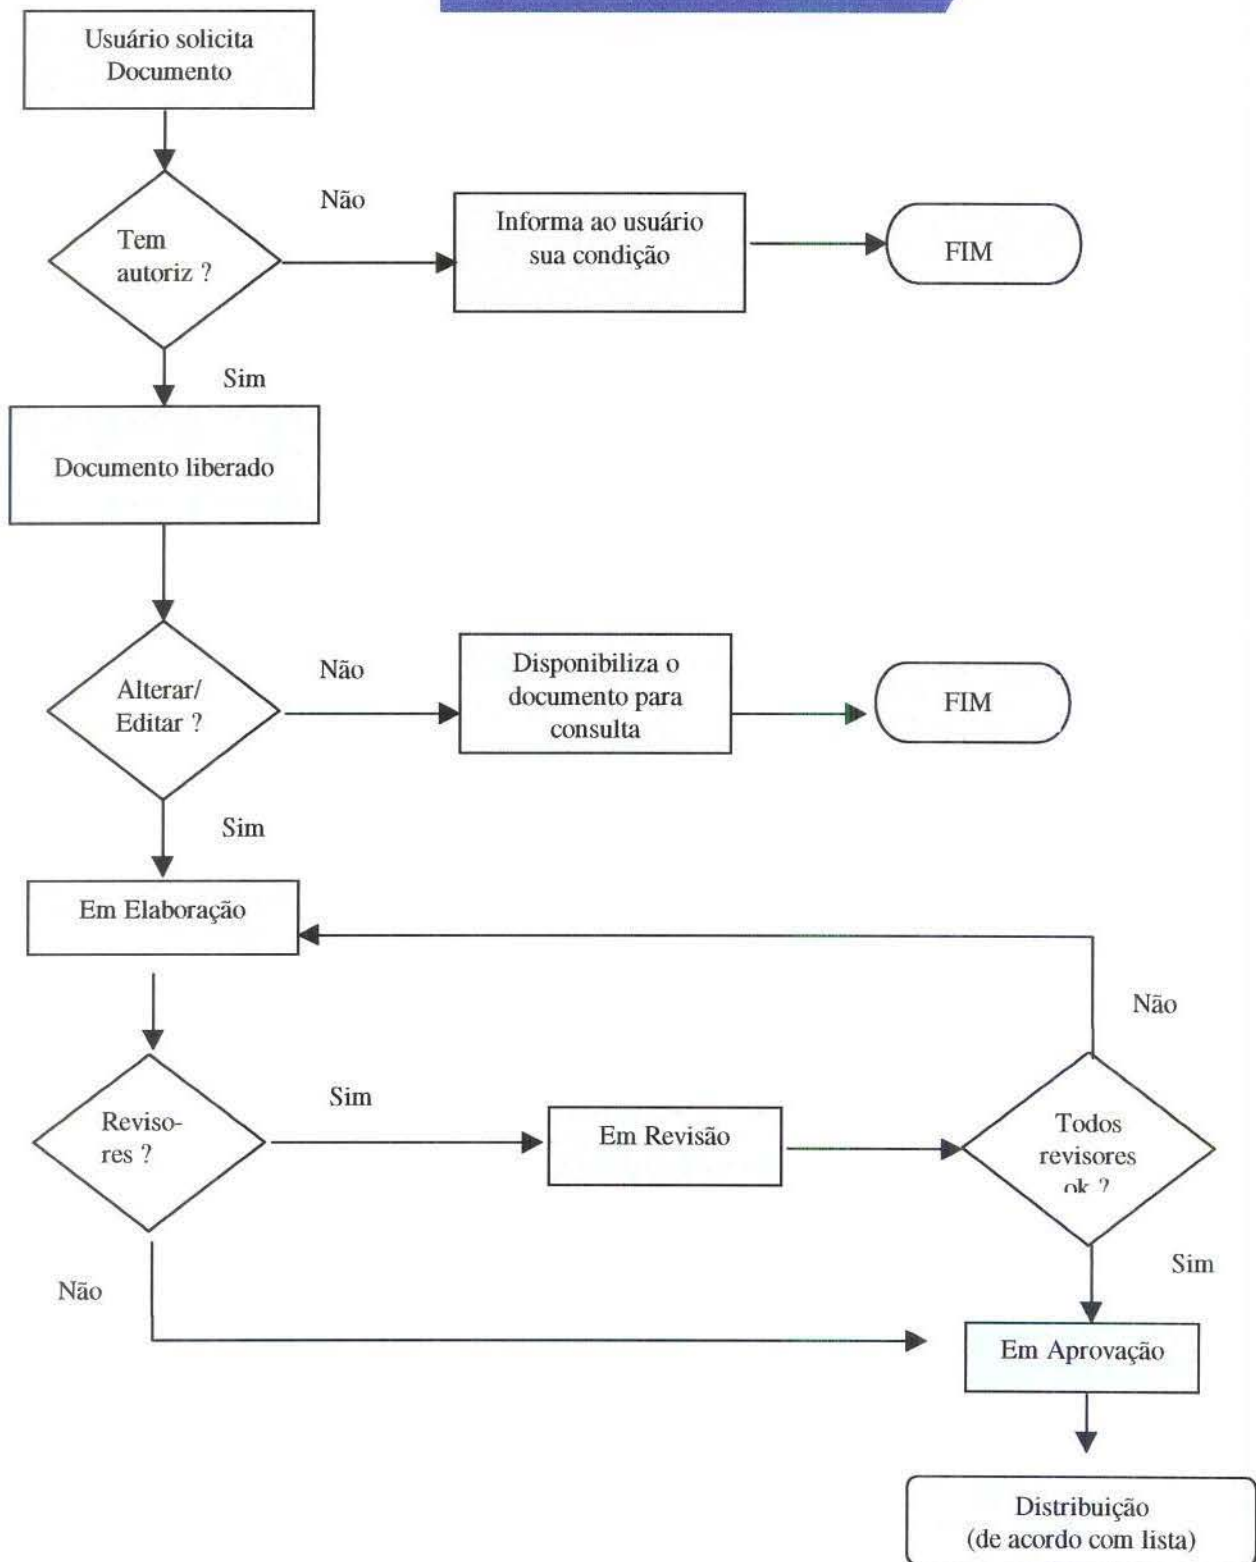 Usuário solicita
Documento
Não
Tem
autoriz ?
Informa ao usuário
sua condição
FIM
Sim
Documento liberado
Não
Alterar/
Editar ?
Disponibiliza o
documento para
consulta
FIM
Sim
Em Elaboração
Não
Sim
Reviso-
res ?
Em Revisão
Todos
revisores
ok ?
Não
Sim
Em Aprovação
Distribuição
(de acordo com lista)